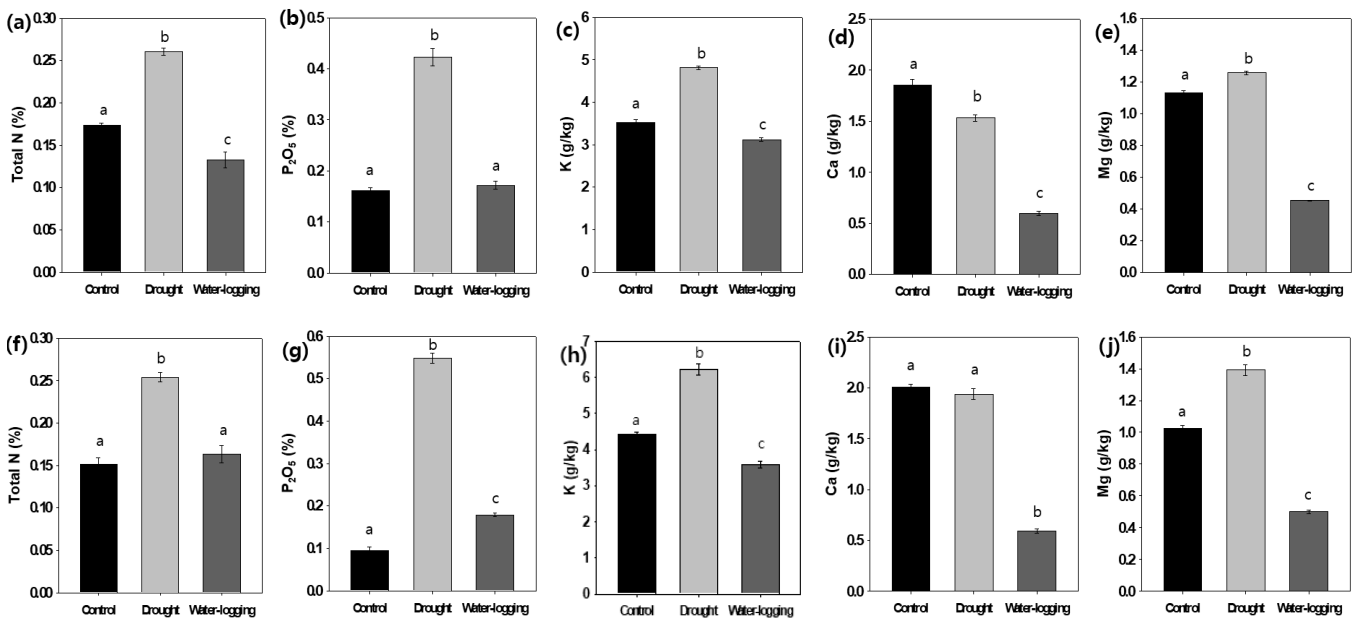 (a)
Total N (%)
0.30
0.25
0.20
0.15
0.10
0.05
0.00
a
b
c
Control Drought Water-logging
(b)
P₂O₅ (%)
0.5
0.4
0.3
0.2
0.1
0.0
a
b
a
Control Drought Water-logging
(c)
K (g/kg)
6
5
4
3
2
1
0
a
b
c
Control Drought Water-logging
(d)
Ca (g/kg)
2.5
2.0
1.5
1.0
0.5
0.0
a
b
c
Control Drought Water-logging
(e)
Mg (g/kg)
1.6
1.4
1.2
1.0
0.8
0.6
0.4
0.2
0.0
a
b
c
Control Drought Water-logging
(f)
Total N (%)
0.30
0.25
0.20
0.15
0.10
0.05
0.00
a
b
a
Control Drought Water-logging
(g)
P₂O₅ (%)
0.6
0.5
0.4
0.3
0.2
0.1
0.0
a
b
c
Control Drought Water-logging
(h)
K (g/kg)
7
6
5
4
3
2
1
0
a
b
c
Control Drought Water-logging
(i)
Ca (g/kg)
2.5
2.0
1.5
1.0
0.5
0.0
a
a
b
Control Drought Water-logging
(j)
Mg (g/kg)
1.6
1.4
1.2
1.0
0.8
0.6
0.4
0.2
0.0
a
b
c
Control Drought Water-logging